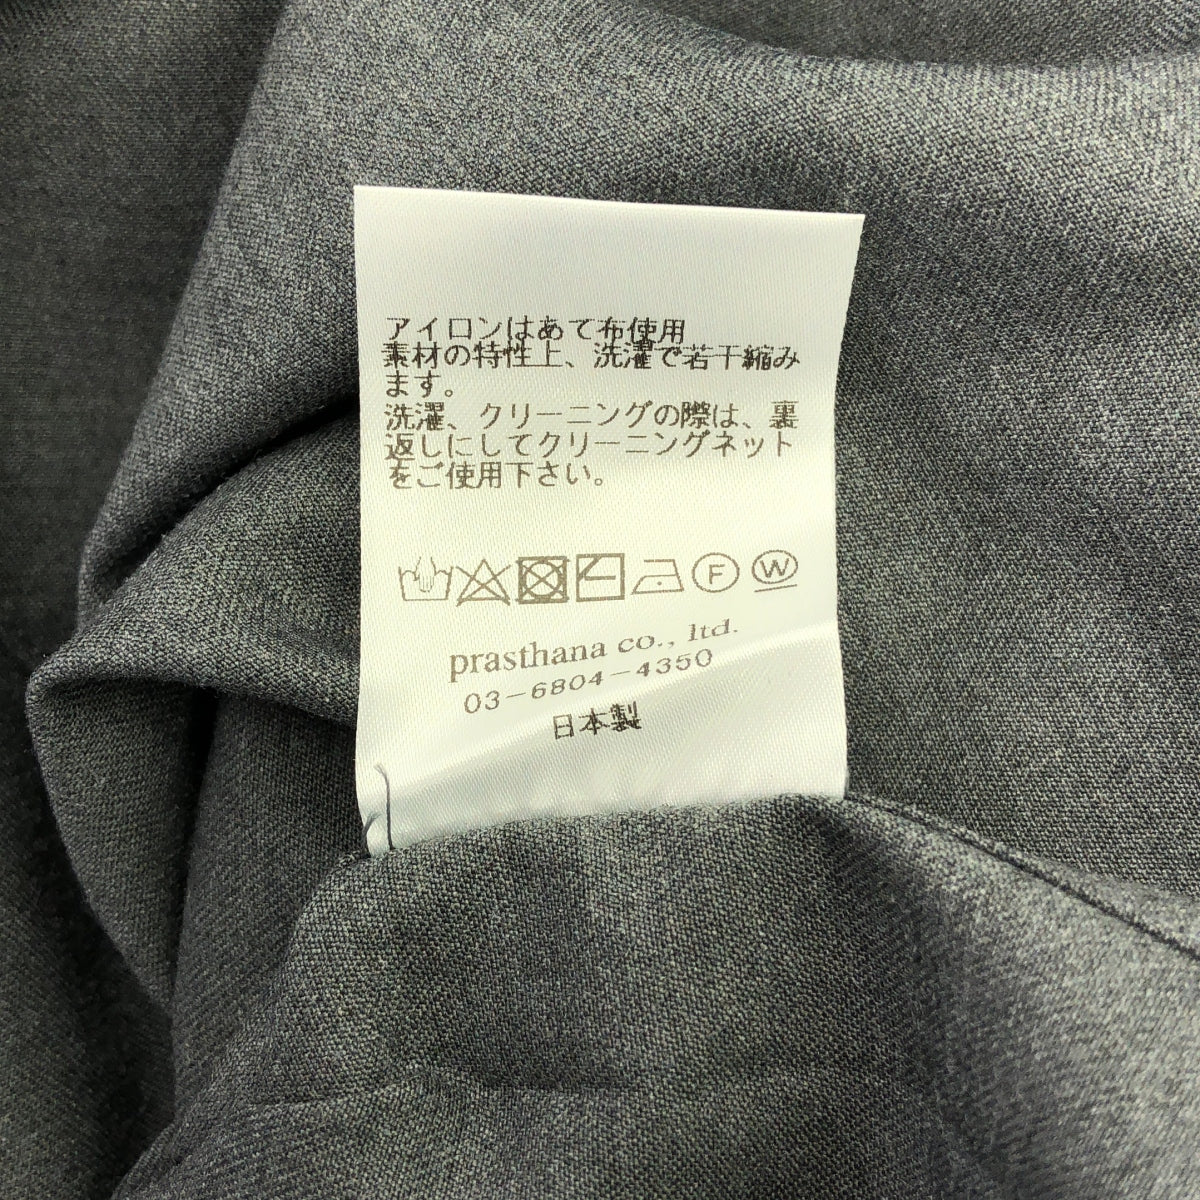 アイロンはあて布使用
素材の特性上、洗濯で若干縮み
ます。
洗濯、クリーニングの際は、裏
返しにしてクリーニングネット
をご使用下さい。
F W
prasthana co., ltd.
03-6804-4350
日本製